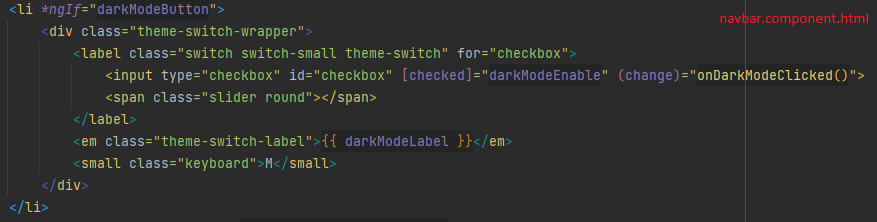 <li *ngIf="darkModeButton">
navbar.component.html
<div class="theme-switch-wrapper">
<label class="switch switch-small theme-switch" for="checkbox">
<input type="checkbox" id="checkbox" [checked]="darkModeEnable" (change)="onDarkModeClicked()">
<span class="slider round"></span>
</label>
<em class="theme-switch-label">{{ darkModeLabel }}</em>
<small class="keyboard">M</small>
</div>
</li>